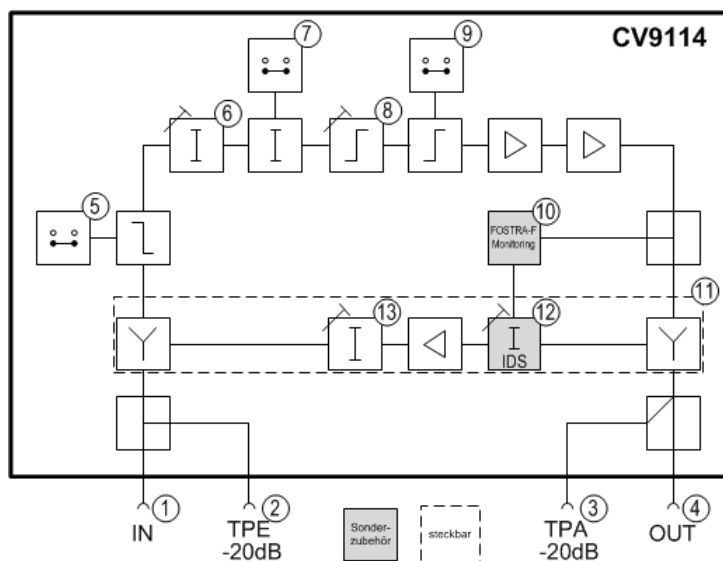 CV9114
7
9
6
8
5
10
FOSTRA-F
Monitoring
11
13
12
IDS
1
2
3
4
IN
TPE
-20dB
Sonder-
zubehör
steckbar
TPA
-20dB
OUT